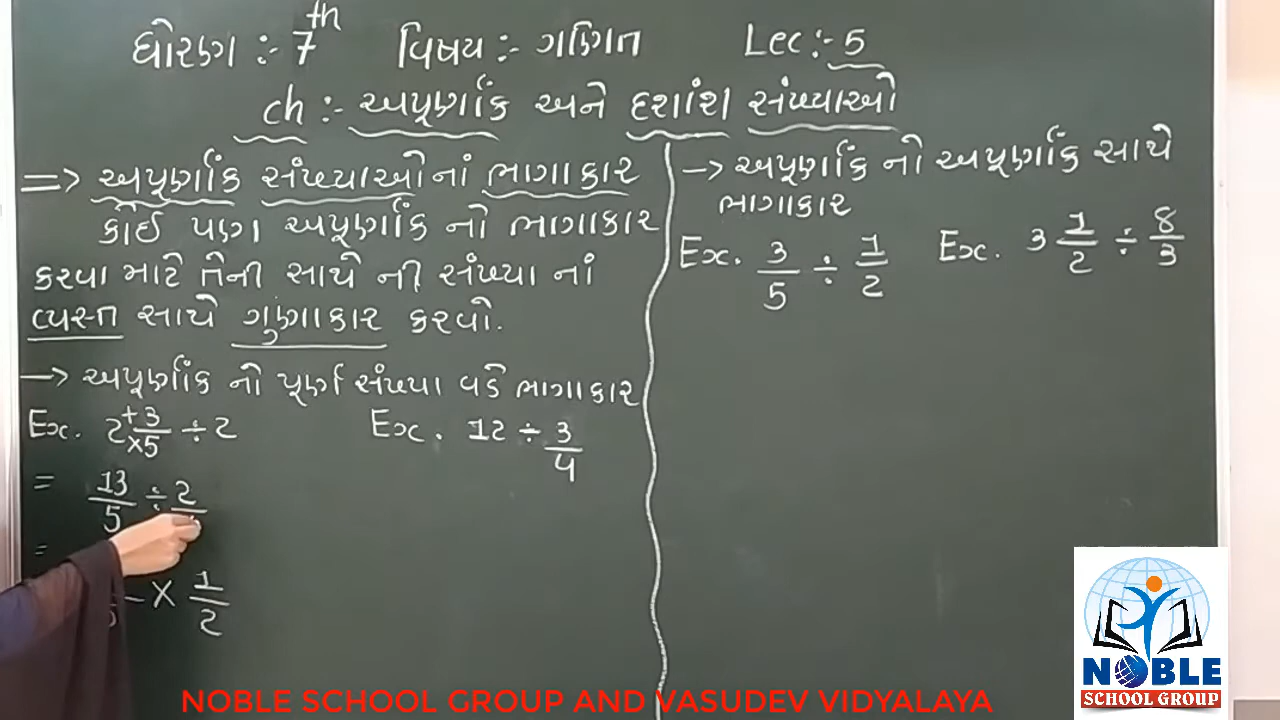 ધોરણ :- 7th વિષય :- ગણિત Lec :- 5
ch :- અપૂર્ણાંક અને દશાંશ સંખ્યાઓ
=> અપૂર્ણાંક સંખ્યાઓનાં ભાગાકાર
કોઈ પણ અપૂર્ણાંક નો ભાગાકાર
કરવા માટે તેની સાથે ની સંખ્યા નાં
વ્યસ્ત સાથે ગુણાકાર કરવો.
-> અપૂર્ણાંક નો પૂર્ણ સંખ્યા વડે ભાગાકાર
Ex. 2 + 3/×5 ÷ 2 Ex. 12 ÷ 3/4
= 13/5 ÷ 2/
=
× 1/2
-> અપૂર્ણાંક નો અપૂર્ણાંક સાથે
ભાગાકાર
Ex. 3/5 ÷ 1/2 Ex. 3 1/2 ÷ 8/3
NOBLE
SCHOOL GROUP
NOBLE SCHOOL GROUP AND VASUDEV VIDYALAYA